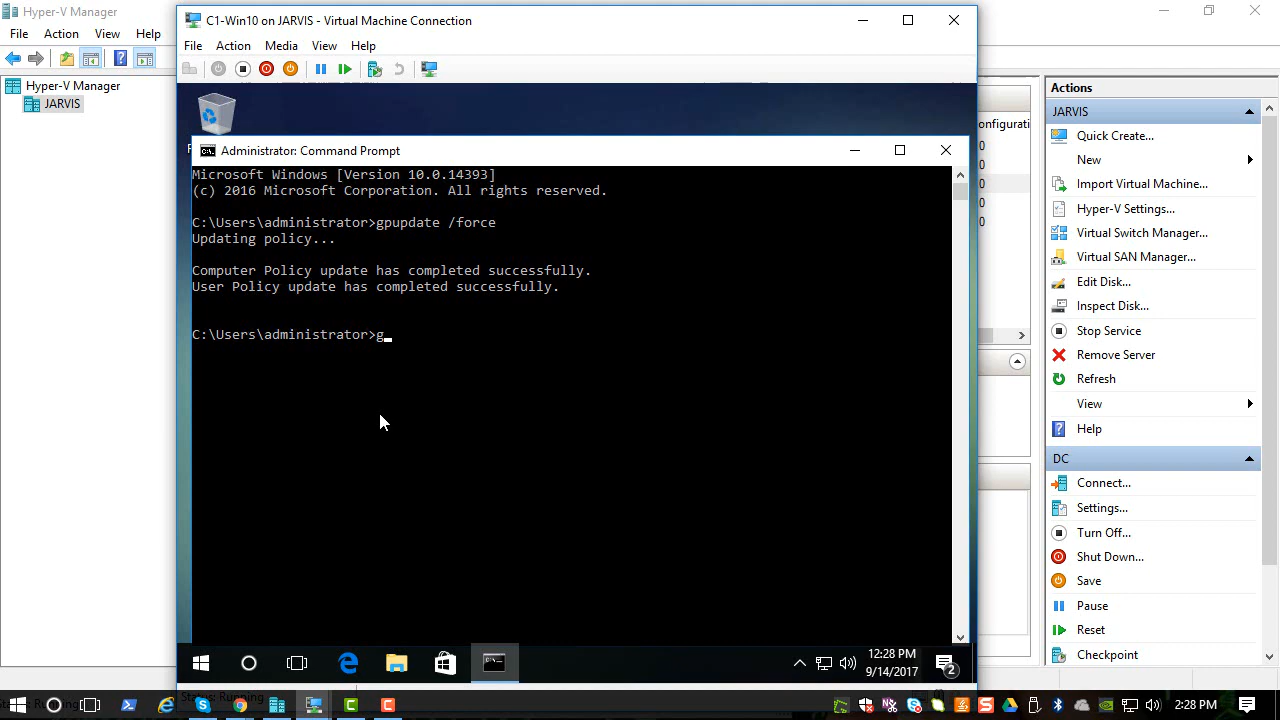 Hyper-V Manager
File Action View Help
Hyper-V Manager
JARVIS
C1-Win10 on JARVIS - Virtual Machine Connection
File Action Media View Help
Administrator: Command Prompt
Microsoft Windows [Version 10.0.14393]
(c) 2016 Microsoft Corporation. All rights reserved.
C:\Users\administrator>gpupdate /force
Updating policy...
Computer Policy update has completed successfully.
User Policy update has completed successfully.
C:\Users\administrator>g
12:28 PM
9/14/2017
2
Status: Running
Actions
JARVIS
Quick Create...
New
Import Virtual Machine...
Hyper-V Settings...
Virtual Switch Manager...
Virtual SAN Manager...
Edit Disk...
Inspect Disk...
Stop Service
Remove Server
Refresh
View
Help
DC
Connect...
Settings...
Turn Off...
Shut Down...
Save
Pause
Reset
Checkpoint
2:28 PM